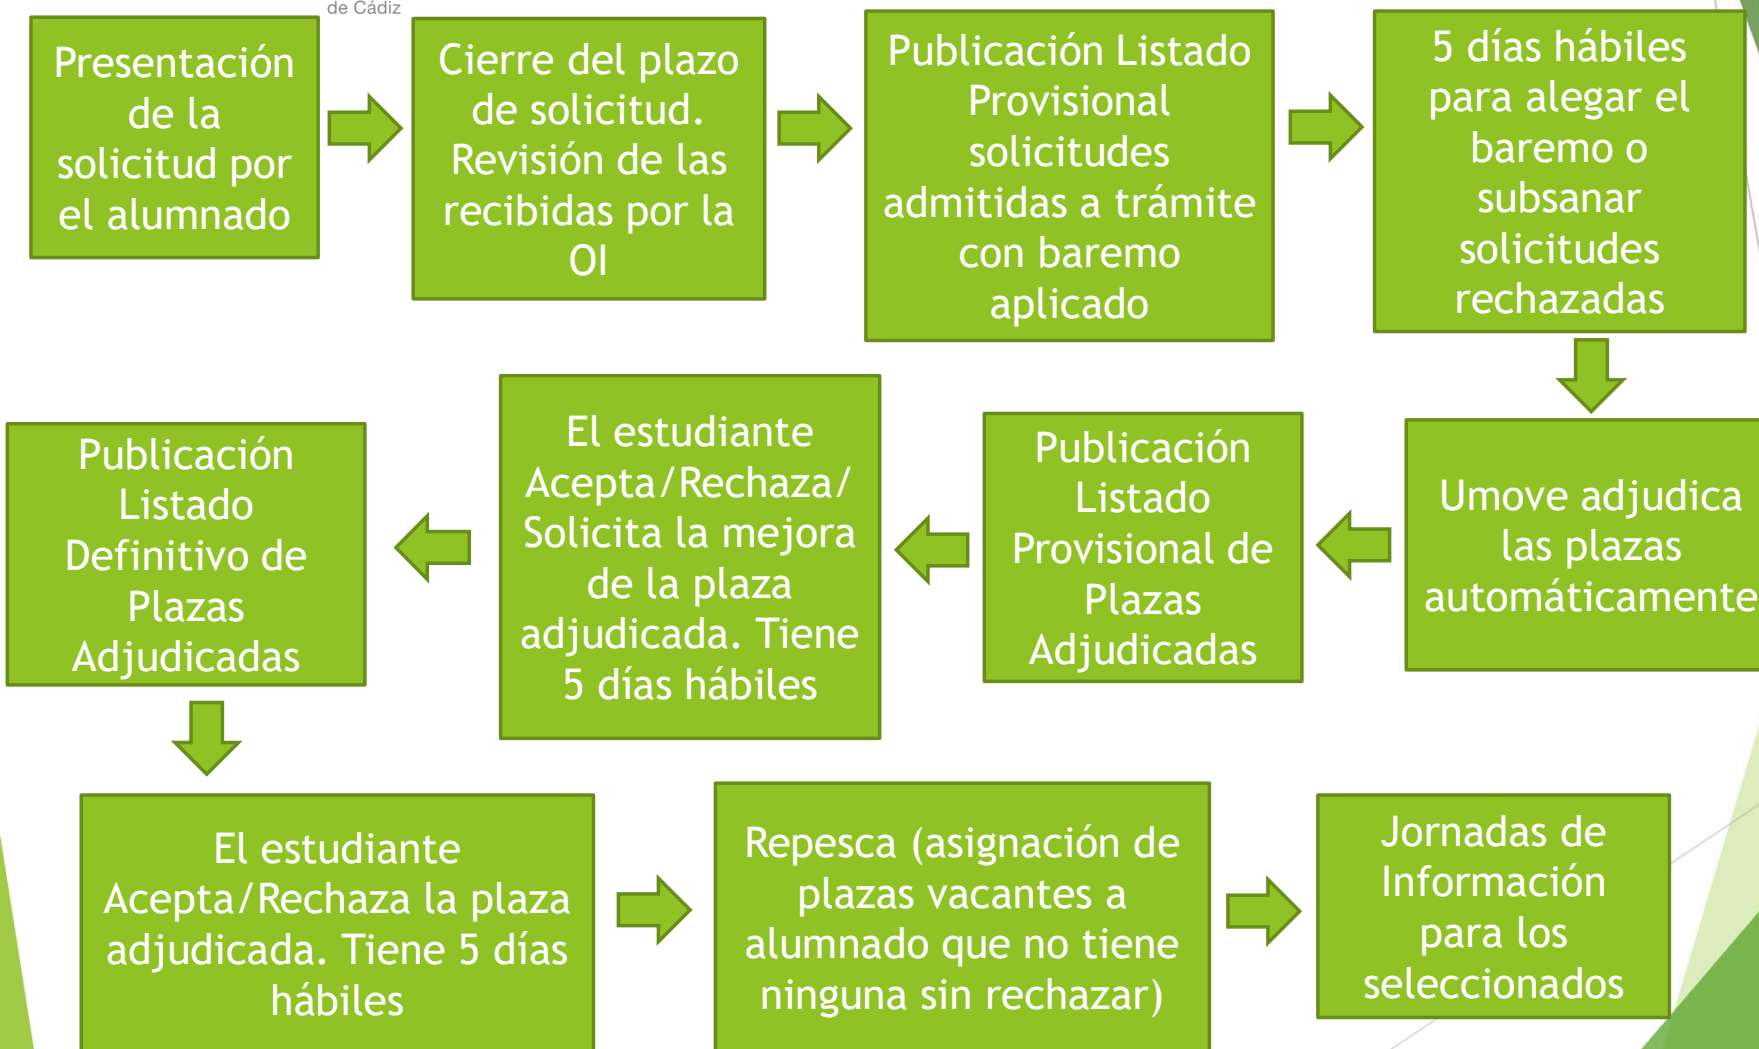 de Cádiz
Presentación
de la
solicitud por
el alumnado
Cierre del plazo
de solicitud.
Revisión de las
recibidas por la
OI
Publicación Listado
Provisional
solicitudes
admitidas a trámite
con baremo
aplicado
5 días hábiles
para alegar el
baremo o
subsanar
solicitudes
rechazadas
Umove adjudica
las plazas
automáticamente
Publicación
Listado
Provisional de
Plazas
Adjudicadas
El estudiante
Acepta/Rechaza/
Solicita la mejora
de la plaza
adjudicada. Tiene
5 días hábiles
Publicación
Listado
Definitivo de
Plazas
Adjudicadas
El estudiante
Acepta/Rechaza la plaza
adjudicada. Tiene 5 días
hábiles
Repesca (asignación de
plazas vacantes a
alumnado que no tiene
ninguna sin rechazar)
Jornadas de
Información
para los
seleccionados